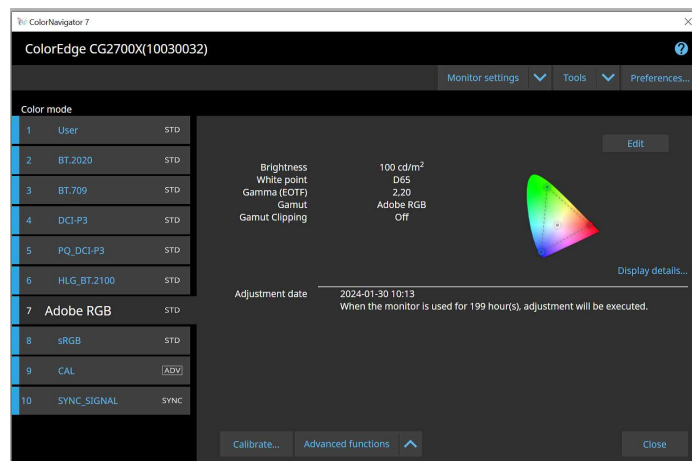 ColorNavigator 7
ColorEdge CG2700X(10030032)
?
Monitor settings Tools Preferences...
Color mode
1 User STD
2 BT.2020 STD
3 BT.709 STD
4 DCI-P3 STD
5 PQ_DCI-P3 STD
6 HLG_BT.2100 STD
7 Adobe RGB STD
8 sRGB STD
9 CAL ADV
10 SYNC_SIGNAL SYNC
Edit
Brightness 100 cd/m²
White point D65
Gamma (EOTF) 2,20
Gamut Adobe RGB
Gamut Clipping Off
Display details...
Adjustment date 2024-01-30 10:13
When the monitor is used for 199 hour(s), adjustment will be executed.
Calibrate... Advanced functions Close